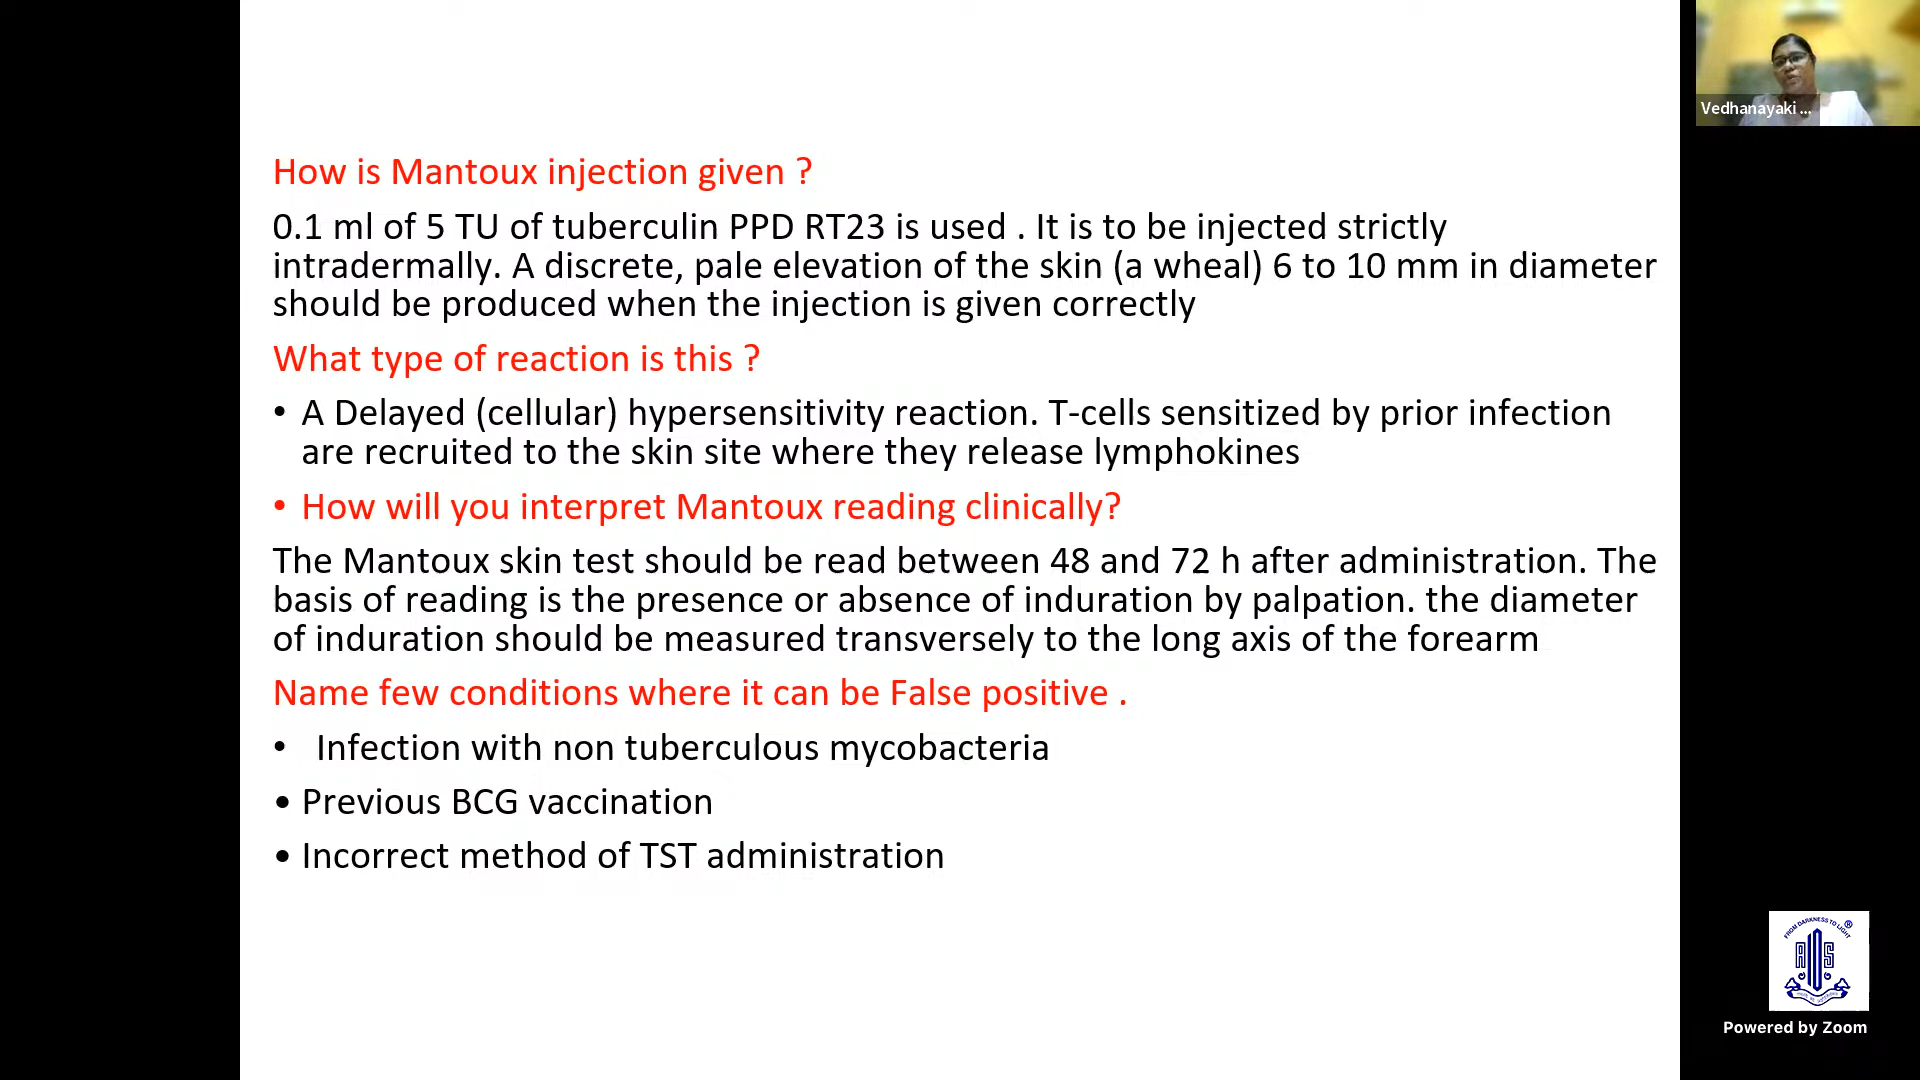 Vedhanayaki ...
How is Mantoux injection given ?
0.1 ml of 5 TU of tuberculin PPD RT23 is used . It is to be injected strictly
intradermally. A discrete, pale elevation of the skin (a wheal) 6 to 10 mm in diameter
should be produced when the injection is given correctly
What type of reaction is this ?
• A Delayed (cellular) hypersensitivity reaction. T-cells sensitized by prior infection
are recruited to the skin site where they release lymphokines
• How will you interpret Mantoux reading clinically?
The Mantoux skin test should be read between 48 and 72 h after administration. The
basis of reading is the presence or absence of induration by palpation. the diameter
of induration should be measured transversely to the long axis of the forearm
Name few conditions where it can be False positive .
• Infection with non tuberculous mycobacteria
• Previous BCG vaccination
• Incorrect method of TST administration
FROM DARKNESS TO LIGHT
®
AIOS
Powered by Zoom